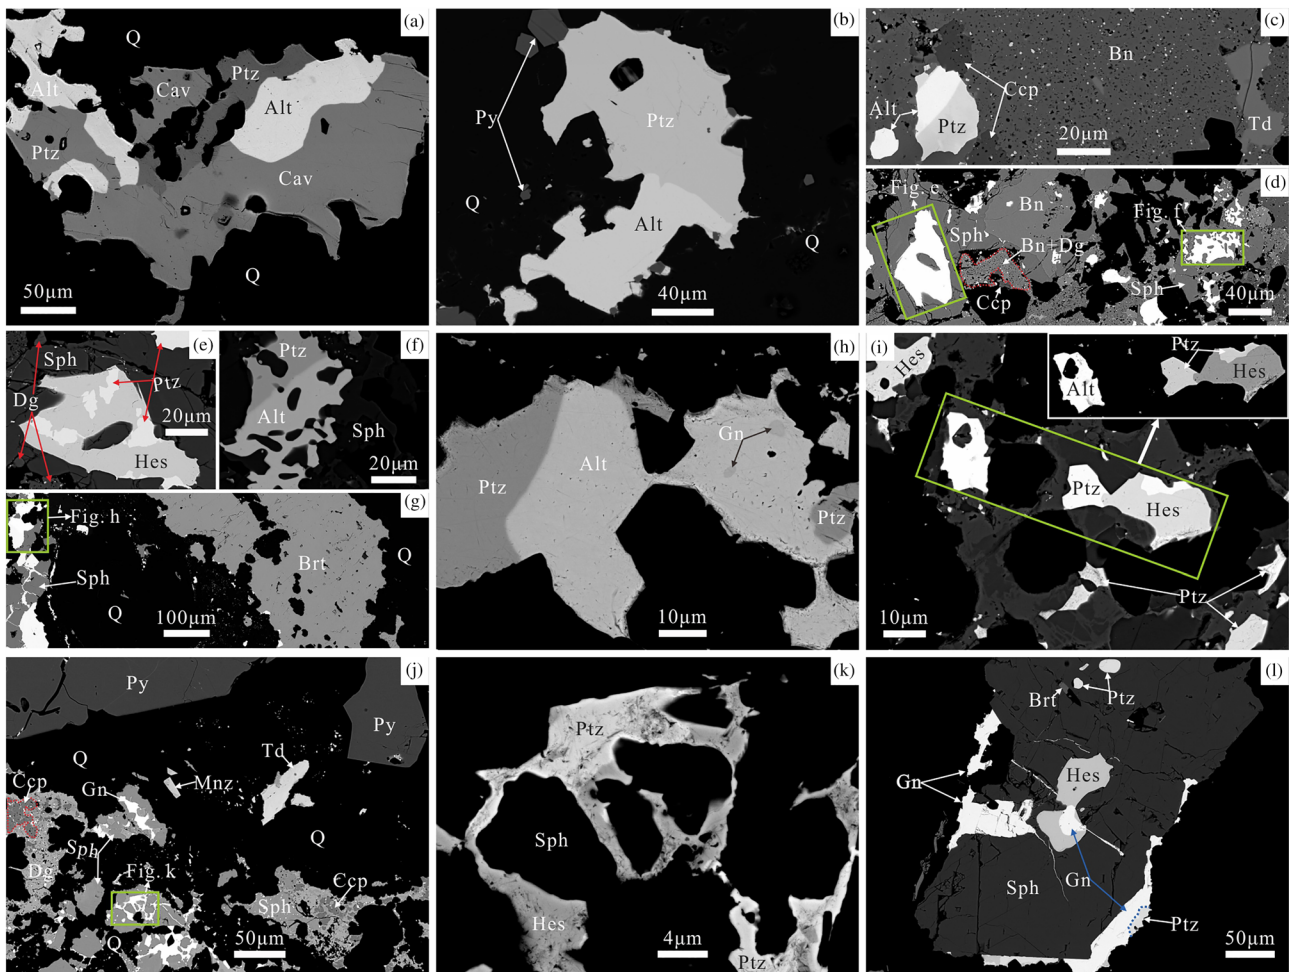 (a)
Q
Alt
Cav
Ptz
Alt
Ptz
Cav
Q
50μm
(b)
Py
Ptz
Q
Alt
Q
40μm
(c)
Bn
Ccp
Alt
Ptz
20μm
Td
(d)
Fig. e
Bn
Fig. f
Sph
Bn+Dg
Ccp
Sph
40μm
(e)
Sph
Ptz
Dg
20μm
Hes
(f)
Ptz
Alt
Sph
20μm
(g)
Fig. h
Brt
Q
Sph
Q
100μm
(h)
Gn
Alt
Ptz
Ptz
10μm
(i)
Hes
Ptz
Alt
Hes
Ptz
Hes
Ptz
10μm
(j)
Py
Py
Q
Td
Ccp
Gn
Mnz
Q
Sph
Dg
Fig. k
Ccp
Sph
Q
50μm
(k)
Ptz
Sph
Hes
4μm
Ptz
(l)
Brt
Ptz
Gn
Hes
Sph
Gn
Ptz
50μm